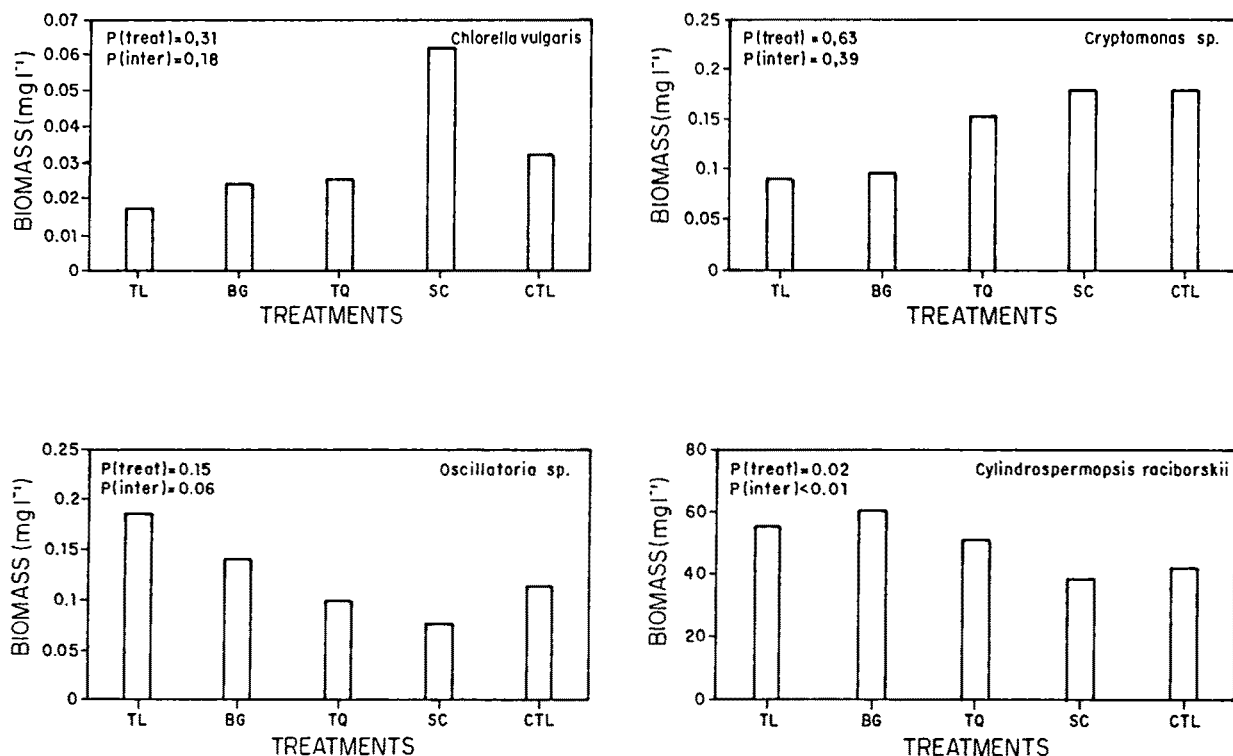 P(treat)=0,31
P(inter)=0,18
Chlorella vulgaris
BIOMASS (mg l⁻¹)
0.07
0.06
0.05
0.04
0.03
0.02
0.01
0
TL BG TQ SC CTL
TREATMENTS
P(treat)=0,63
P(inter)=0,39
Cryptomonas sp.
BIOMASS (mg l⁻¹)
0.25
0.20
0.15
0.10
0.05
0
TL BG TQ SC CTL
TREATMENTS
P(treat)=0.15
P(inter)=0.06
Oscillatoria sp.
BIOMASS (mg l⁻¹)
0.25
0.2
0.15
0.1
0.05
0
TL BG TQ SC CTL
TREATMENTS
P(treat)=0.02
P(inter)<0.01
Cylindrospermopsis raciborskii
BIOMASS (mg l⁻¹)
80
60
40
20
0
TL BG TQ SC CTL
TREATMENTS